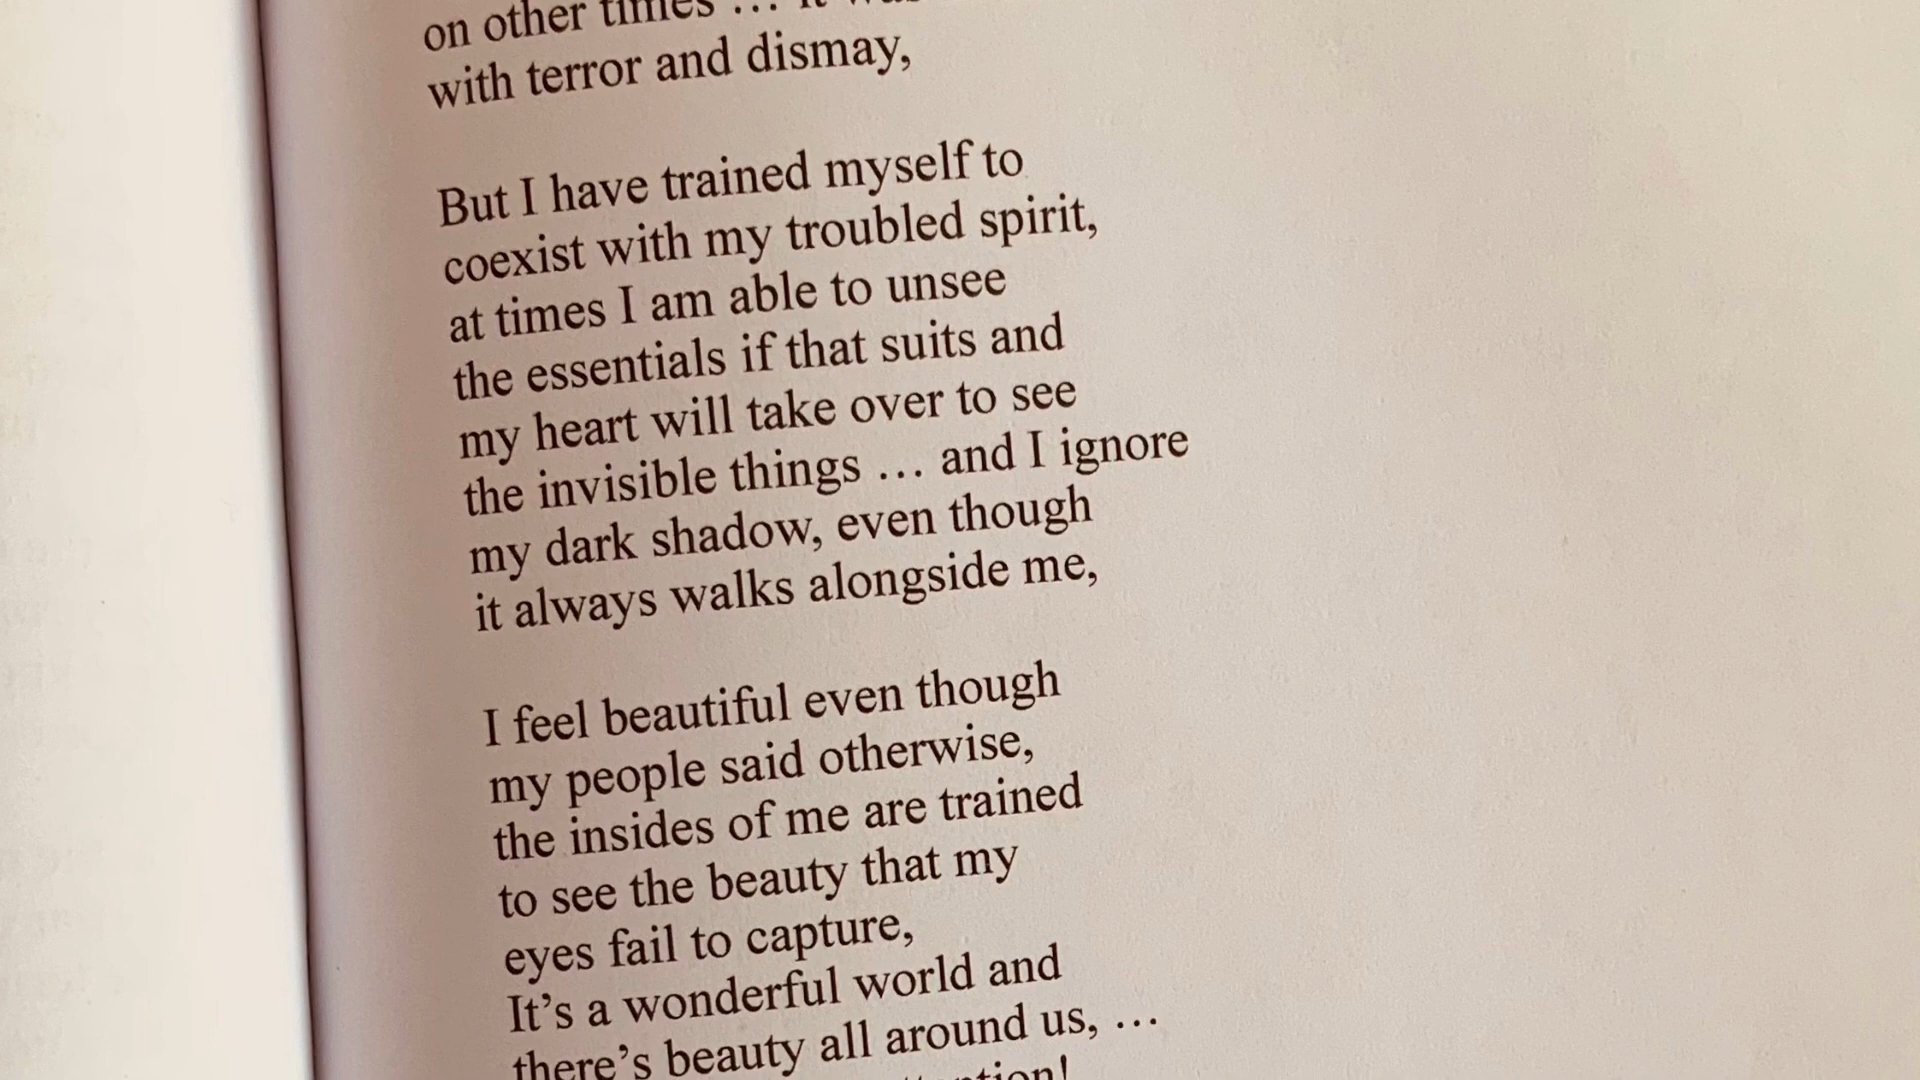 on other times … it was
with terror and dismay,
But I have trained myself to
coexist with my troubled spirit,
at times I am able to unsee
the essentials if that suits and
my heart will take over to see
the invisible things … and I ignore
my dark shadow, even though
it always walks alongside me,
I feel beautiful even though
my people said otherwise,
the insides of me are trained
to see the beauty that my
eyes fail to capture,
It’s a wonderful world and
there’s beauty all around us, …